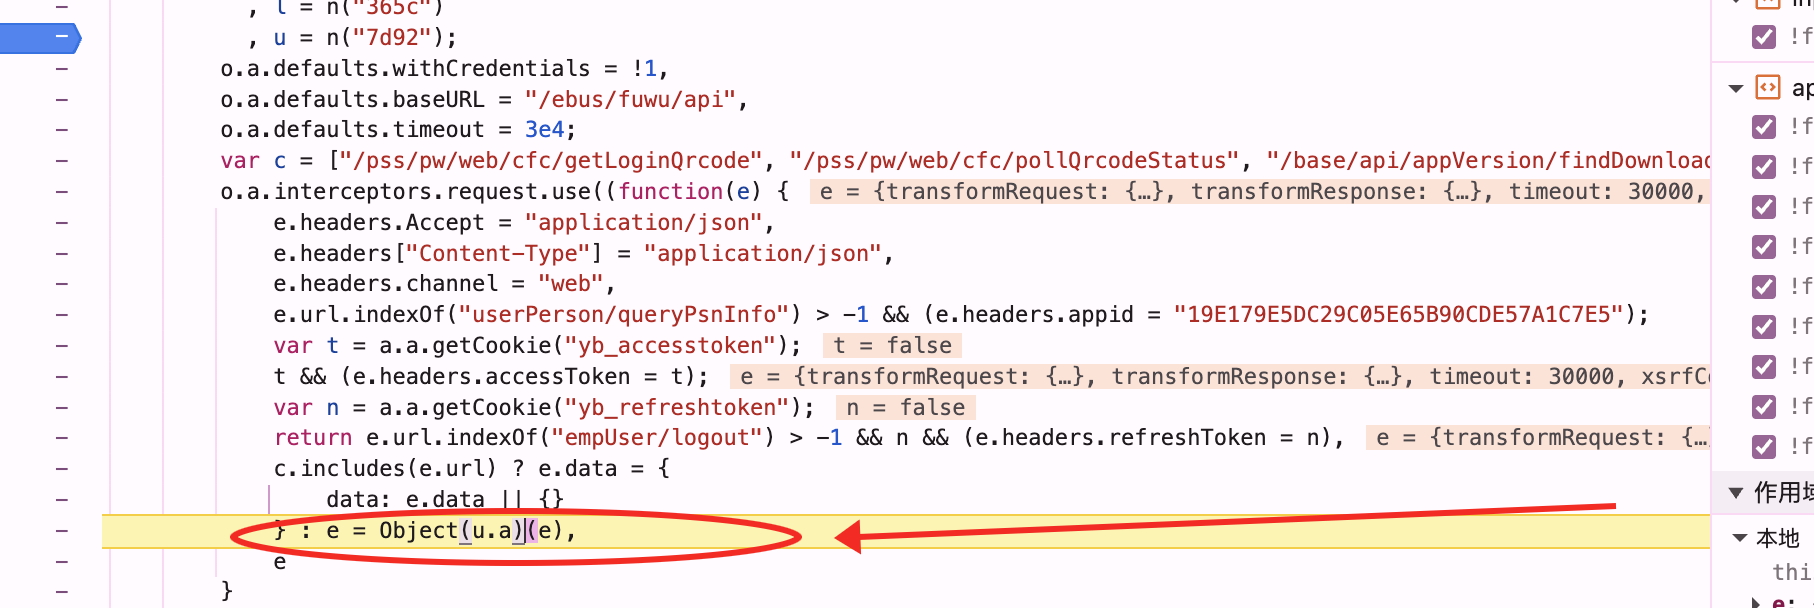 , l = n("365c")
, u = n("7d92");
o.a.defaults.withCredentials = !1,
o.a.defaults.baseURL = "/ebus/fuwu/api",
o.a.defaults.timeout = 3e4;
var c = ["/pss/pw/web/cfc/getLoginQrcode", "/pss/pw/web/cfc/pollQrcodeStatus", "/base/api/appVersion/findDownload
o.a.interceptors.request.use((function(e) { e = {transformRequest: {…}, transformResponse: {…}, timeout: 30000,
e.headers.Accept = "application/json",
e.headers["Content-Type"] = "application/json",
e.headers.channel = "web",
e.url.indexOf("userPerson/queryPsnInfo") > -1 && (e.headers.appid = "19E179E5DC29C05E65B90CDE57A1C7E5");
var t = a.a.getCookie("yb_accesstoken"); t = false
t && (e.headers.accessToken = t); e = {transformRequest: {…}, transformResponse: {…}, timeout: 30000, xsrfC
var n = a.a.getCookie("yb_refreshtoken"); n = false
return e.url.indexOf("empUser/logout") > -1 && n && (e.headers.refreshToken = n), e = {transformRequest: {…
c.includes(e.url) ? e.data = {
data: e.data || {}
} : e = Object(u.a)(e),
e
}
!f
ap
!f
!f
!f
!f
!f
!f
!f
!f
!f
作用域
本地
thi
e: